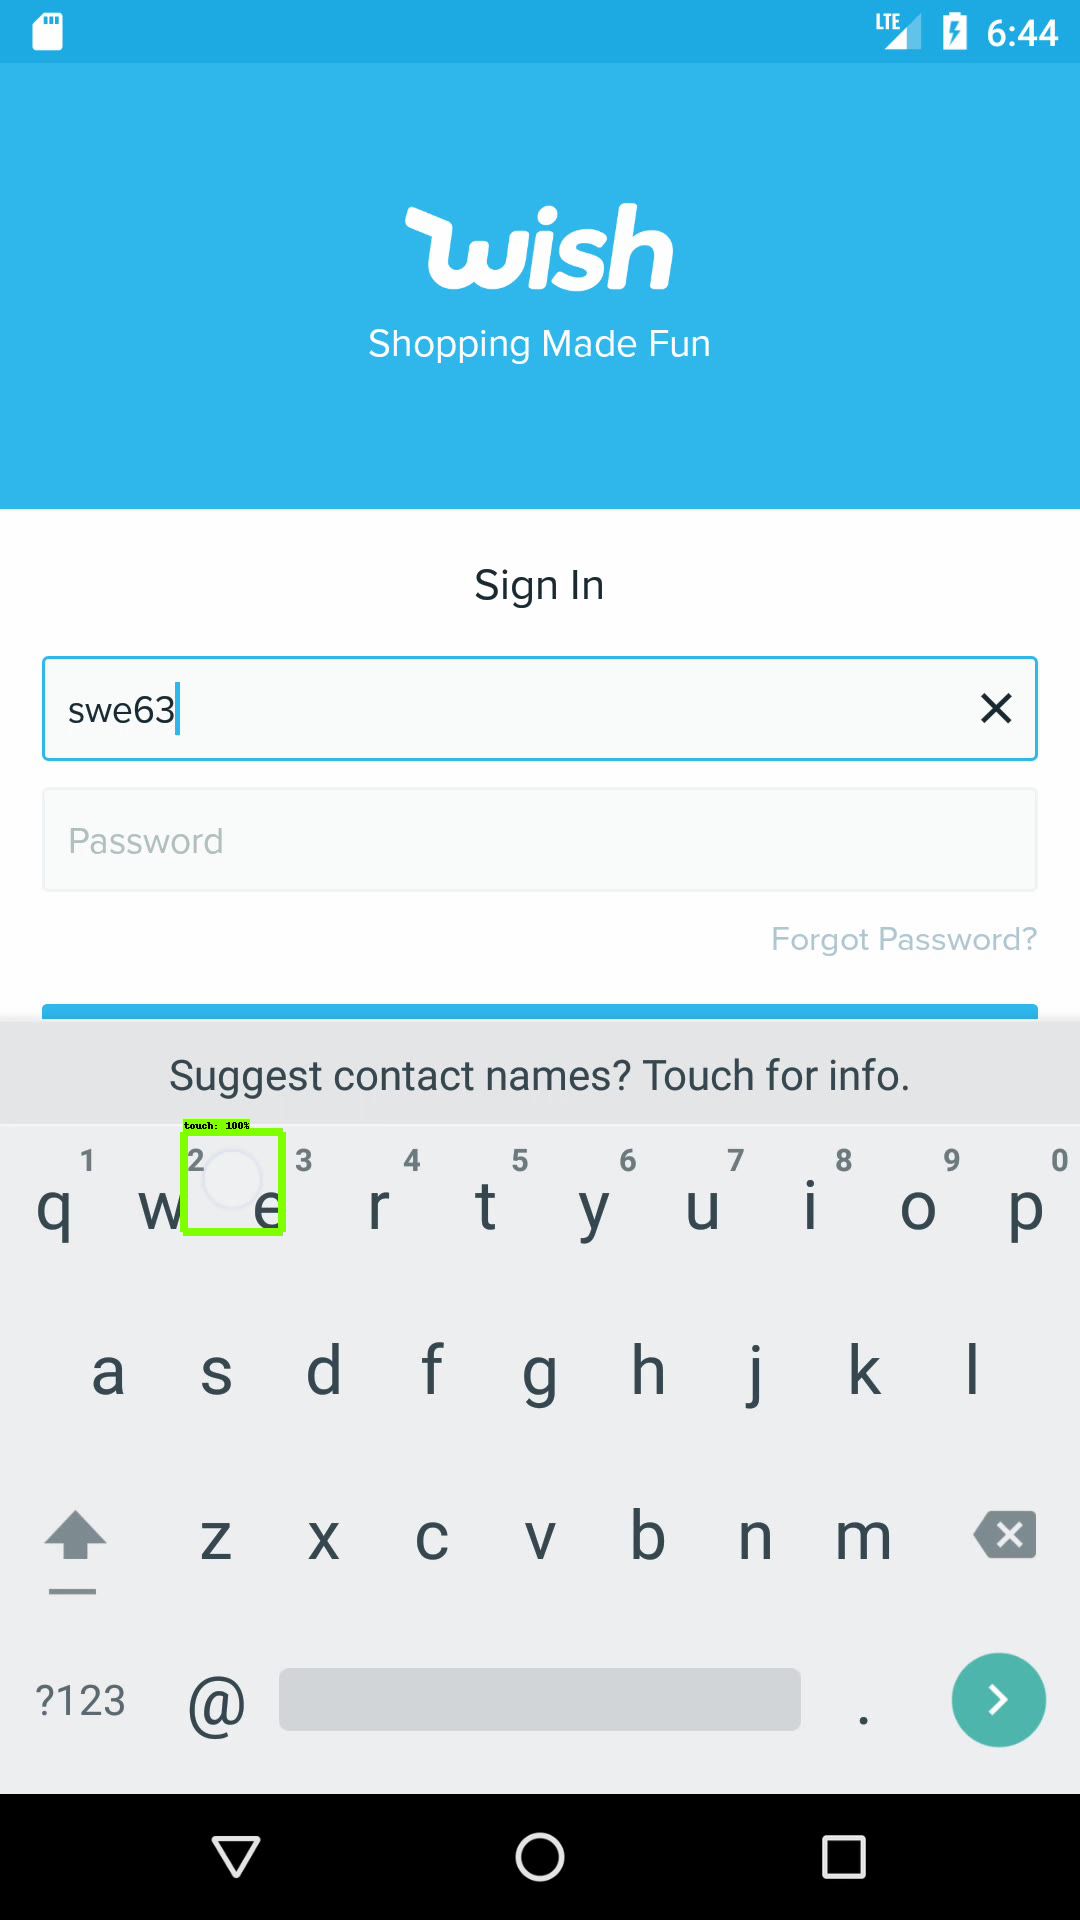 LTE 6:44
wish
Shopping Made Fun
Sign In
swe63
Password
Forgot Password?
Suggest contact names? Touch for info.
touch: 100%
1 2 3 4 5 6 7 8 9 0
q w e r t y u i o p
a s d f g h j k l
z x c v b n m
?123 @ .